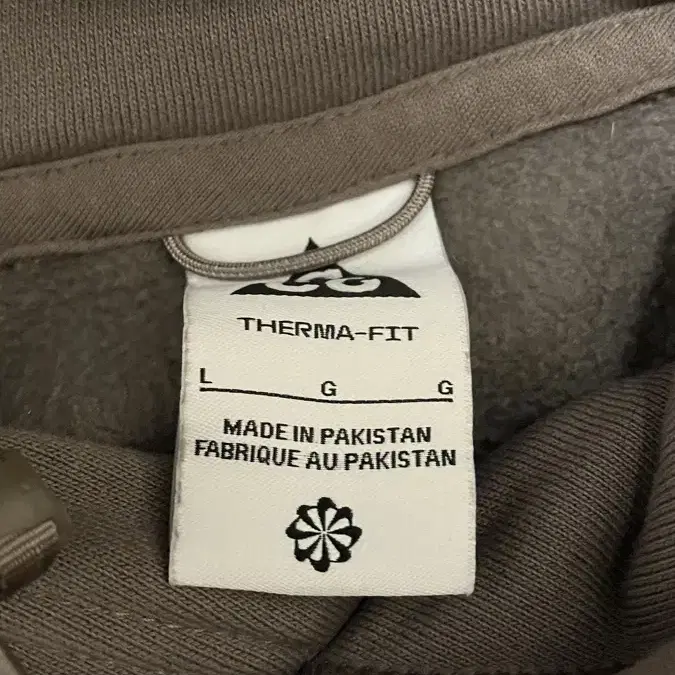 THERMA-FIT
L G G
MADE IN PAKISTAN
FABRIQUE AU PAKISTAN